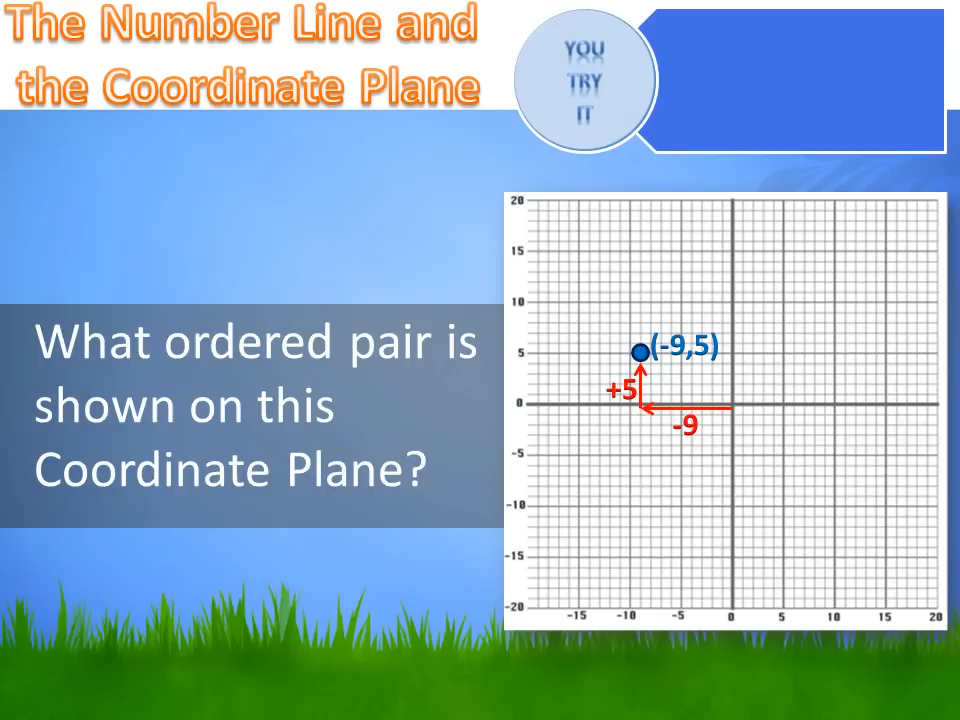 The Number Line and
the Coordinate Plane
YOU
TRY
IT
What ordered pair is
shown on this
Coordinate Plane?
20
15
10
5
0
-5
-10
-15
-20
(-9,5)
+5
-9
-15 -10 -5 0 5 10 15 20